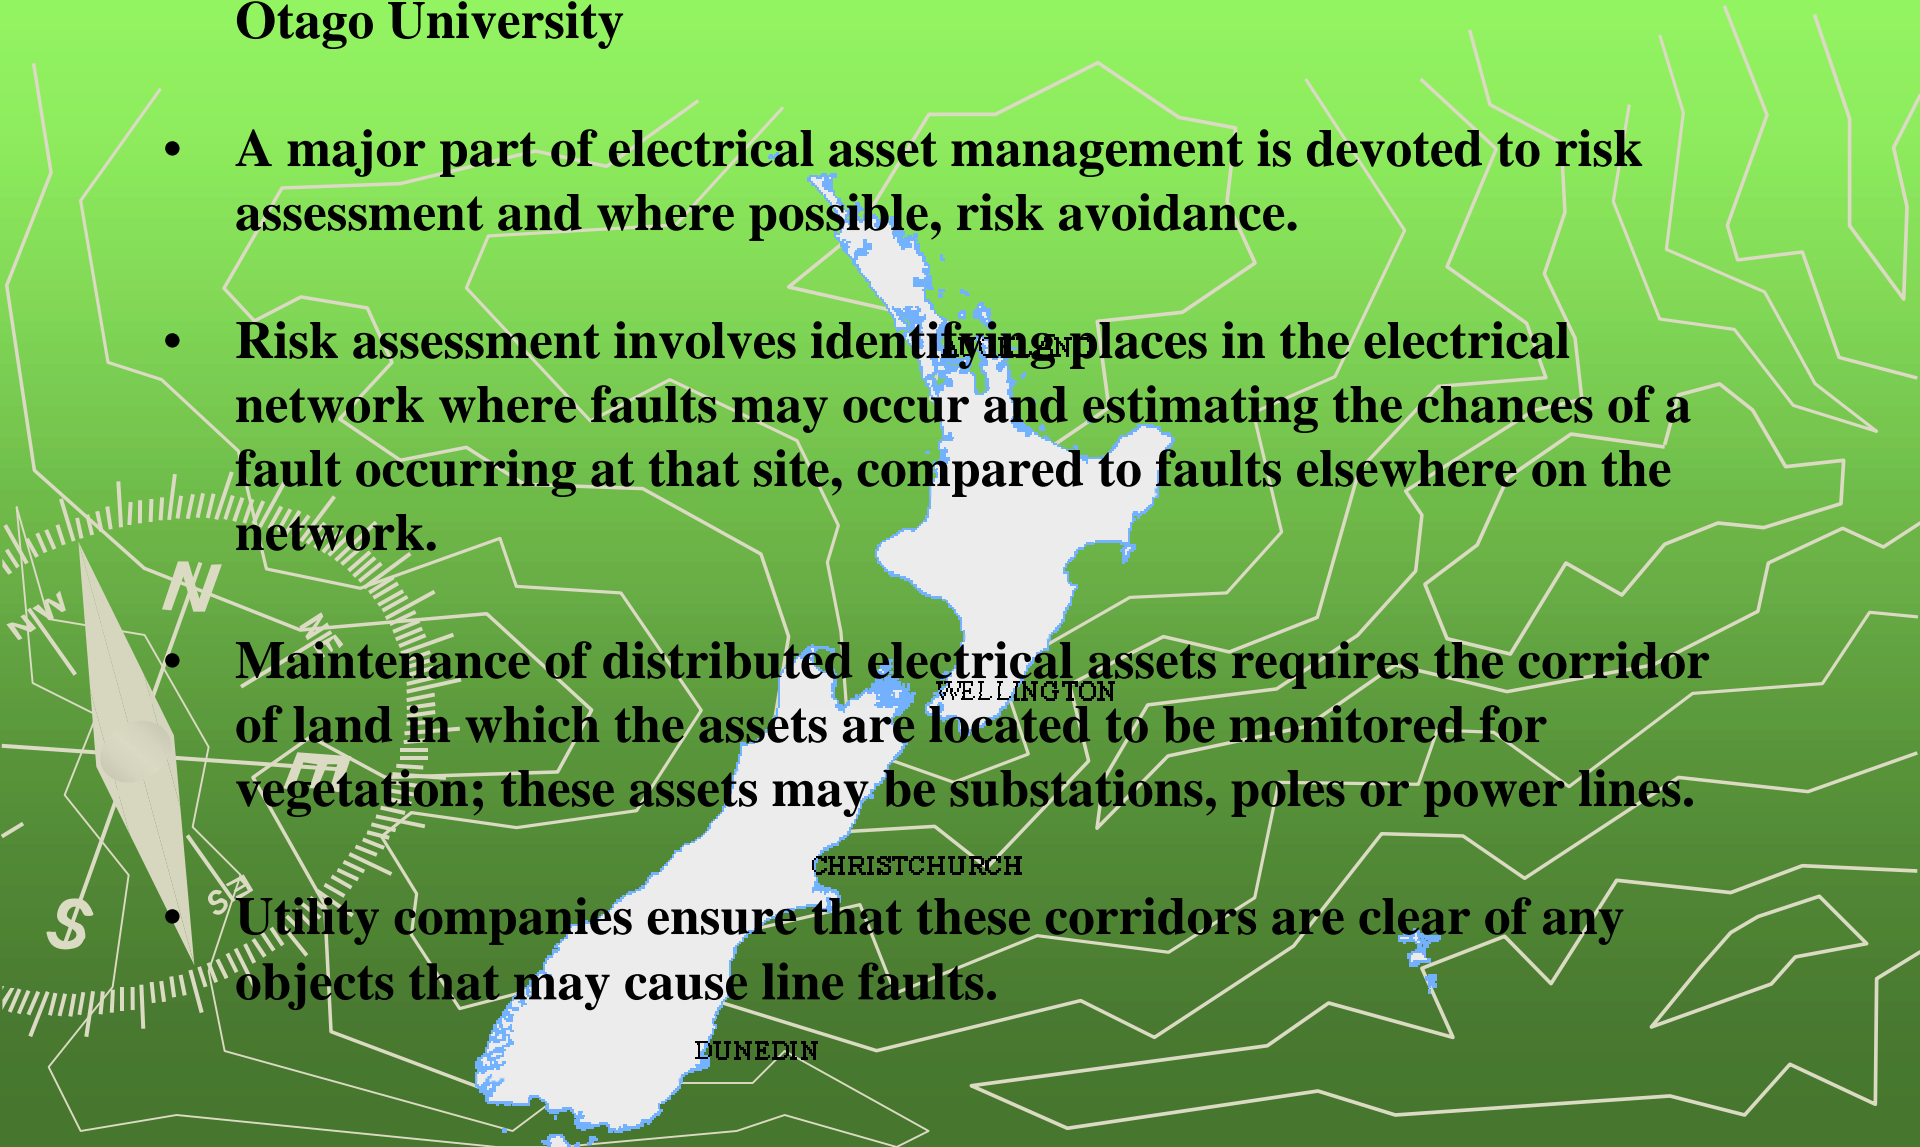 Otago University
• A major part of electrical asset management is devoted to risk
assessment and where possible, risk avoidance.
• Risk assessment involves identifying places in the electrical
network where faults may occur and estimating the chances of a
fault occurring at that site, compared to faults elsewhere on the
network.
N
NW
NE
• Maintenance of distributed electrical assets requires the corridor
WELLINGTON
of land in which the assets are located to be monitored for
E
vegetation; these assets may be substations, poles or power lines.
CHRISTCHURCH
SE
S
• Utility companies ensure that these corridors are clear of any
objects that may cause line faults.
DUNEDIN